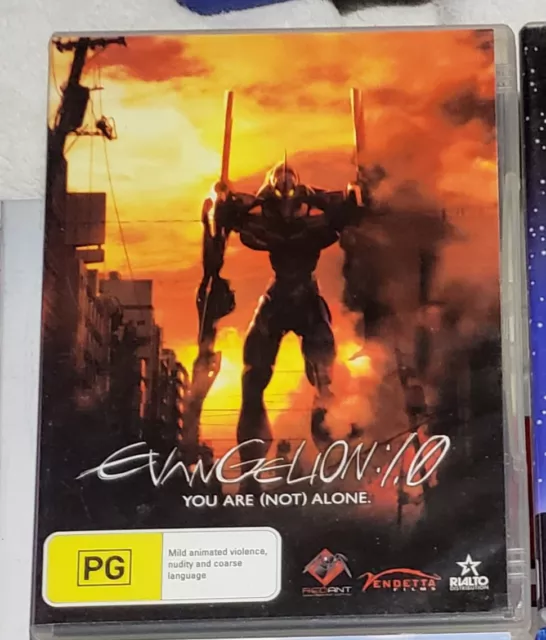 EVANGELION:1.0
YOU ARE (NOT) ALONE.
PG
Mild animated violence,
nudity and coarse
language
REDANT
VENDETTA
FILMS
RIALTO
DISTRIBUTION